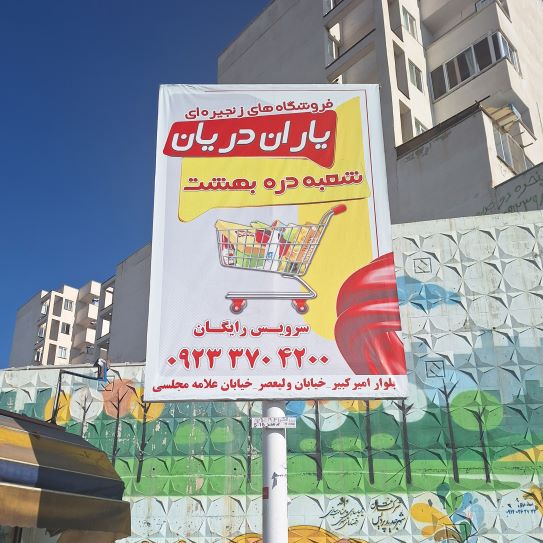 فروشگاه های زنجیره ای
یاران دریان
شعبه دره بهشت
سرویس رایگان
۰۹۲۳ ۳۷۰ ۴۲۰۰
بلوار امیرکبیر خیابان ولیعصر خیابان علامه مجلسی